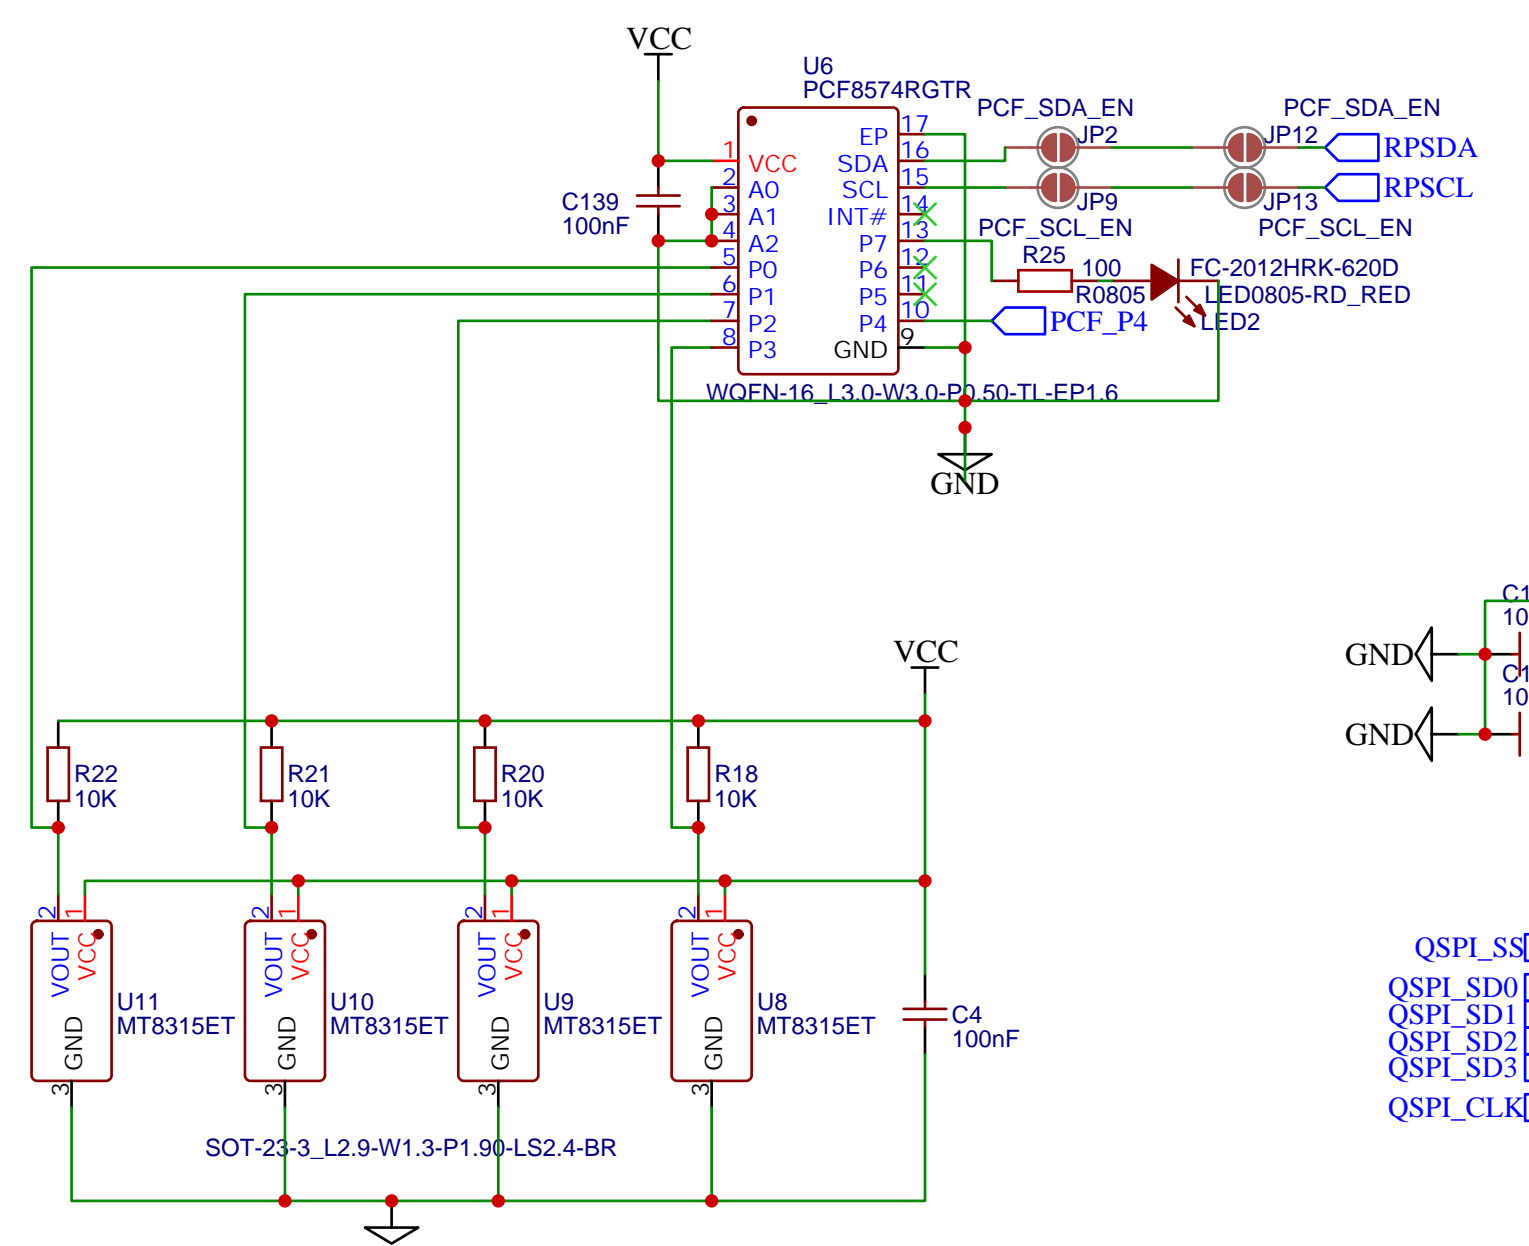 VCC
U6
PCF8574RGTR
PCF_SDA_EN
PCF_SDA_EN
JP2
JP12
RPSDA
JP9
JP13
RPSCL
PCF_SCL_EN
PCF_SCL_EN
C139
100nF
1 VCC
2 A0
3 A1
4 A2
5 P0
6 P1
7 P2
8 P3
EP 17
SDA 16
SCL 15
INT# 14
P7 13
P6 12
P5 11
P4 10
GND 9
R25
100
R0805
FC-2012HRK-620D
LED0805-RD_RED
LED2
PCF_P4
WQFN-16_L3.0-W3.0-P0.50-TL-EP1.6
GND
VCC
C1
10
GND
C1
10
GND
R22
10K
R21
10K
R20
10K
R18
10K
2 1
VOUT
VCC
GND
3
U11
MT8315ET
2 1
VOUT
VCC
GND
3
U10
MT8315ET
2 1
VOUT
VCC
GND
3
U9
MT8315ET
2 1
VOUT
VCC
GND
3
U8
MT8315ET
C4
100nF
SOT-23-3_L2.9-W1.3-P1.90-LS2.4-BR
QSPI_SS
QSPI_SD0
QSPI_SD1
QSPI_SD2
QSPI_SD3
QSPI_CLK